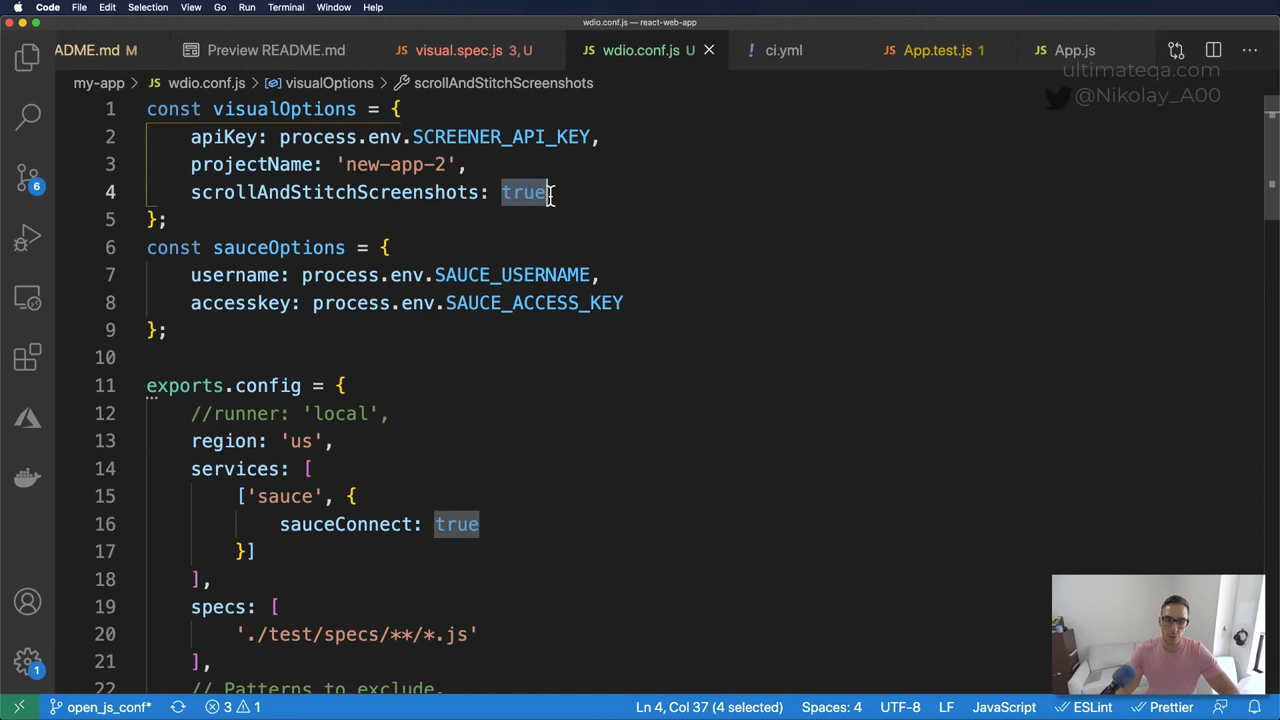 Code File Edit Selection View Go Run Terminal Window Help
wdio.conf.js — react-web-app
ADME.md M Preview README.md visual.spec.js 3, U wdio.conf.js U ci.yml App.test.js 1 App.js
ultimateqa.com
@Nikolay_A00
my-app > wdio.conf.js > visualOptions > scrollAndStitchScreenshots
1 const visualOptions = {
2 apiKey: process.env.SCREENER_API_KEY,
3 projectName: 'new-app-2',
4 scrollAndStitchScreenshots: true
5 };
6 const sauceOptions = {
7 username: process.env.SAUCE_USERNAME,
8 accesskey: process.env.SAUCE_ACCESS_KEY
9 };
10
11 exports.config = {
12 //runner: 'local',
13 region: 'us',
14 services: [
15 ['sauce', {
16 sauceConnect: true
17 }]
18 ],
19 specs: [
20 './test/specs/**/*.js'
21 ],
22 // Patterns to exclude.
6
1
open_js_conf* 3 1 Ln 4, Col 37 (4 selected) Spaces: 4 UTF-8 LF JavaScript ESLint Prettier